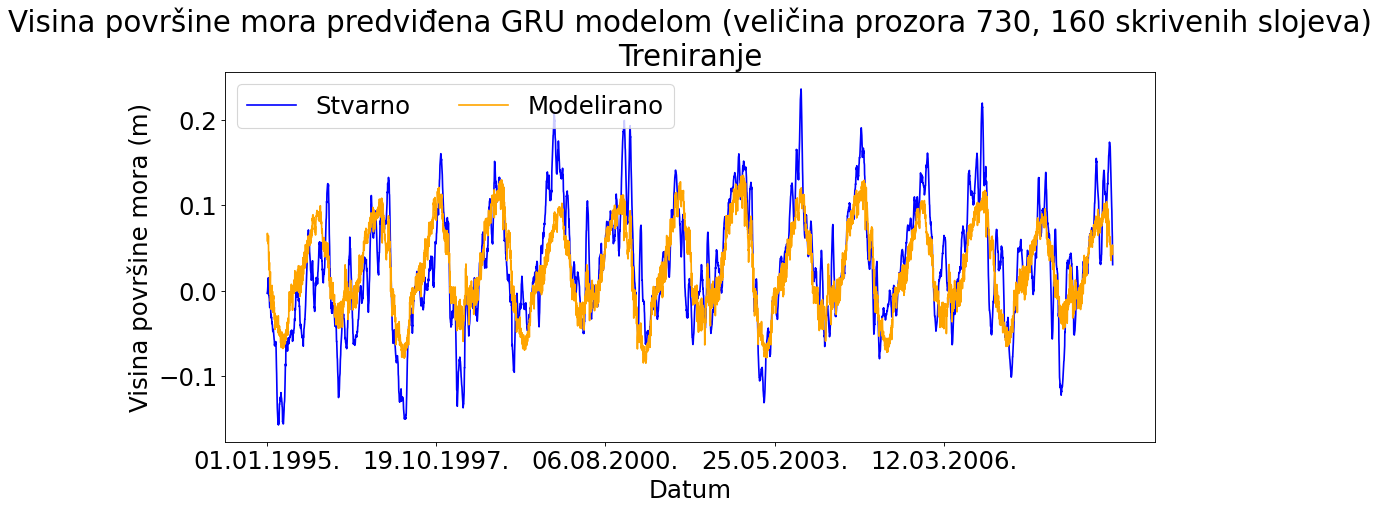 Visina površine mora predviđena GRU modelom (veličina prozora 730, 160 skrivenih slojeva)
Treniranje
Stvarno
Modelirano
Visina površine mora (m)
0.2
0.1
0.0
−0.1
01.01.1995.
19.10.1997.
06.08.2000.
25.05.2003.
12.03.2006.
Datum